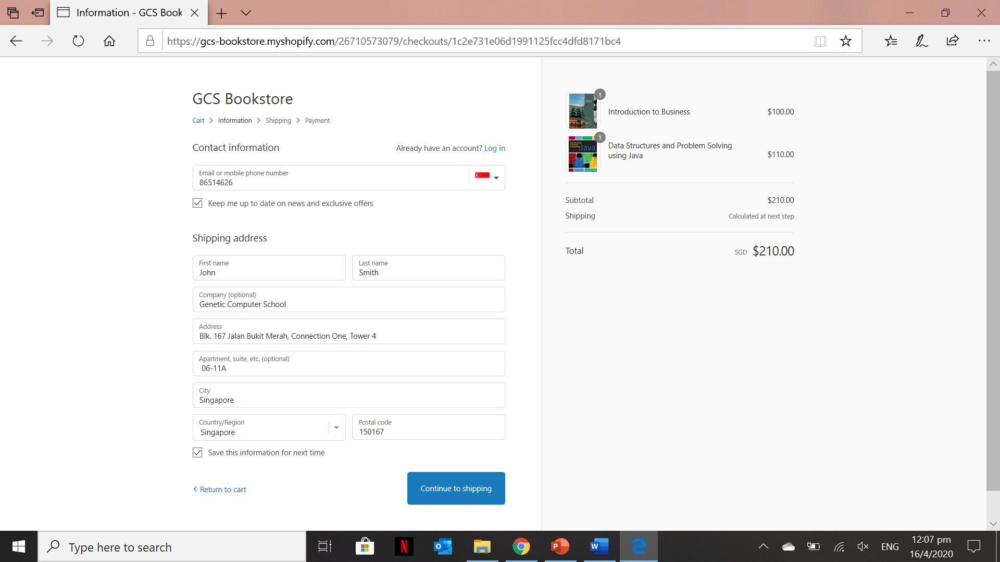 Information - GCS Book
https://gcs-bookstore.myshopify.com/26710573079/checkouts/1c2e731e06d1991125fcc4dfd8171bc4
GCS Bookstore
Cart > Information > Shipping > Payment
Contact information
Already have an account? Log in
Email or mobile phone number
86514626
Keep me up to date on news and exclusive offers
Shipping address
First name
John
Last name
Smith
Company (optional)
Genetic Computer School
Address
Blk. 167 Jalan Bukit Merah, Connection One, Tower 4
Apartment, suite, etc. (optional)
06-11A
City
Singapore
Country/Region
Singapore
Postal code
150167
Save this information for next time
< Return to cart
Continue to shipping
1
Introduction to Business
$100.00
1
Java
Data Structures and Problem Solving
using Java
$110.00
Subtotal
$210.00
Shipping
Calculated at next step
Total
SGD $210.00
Type here to search
ENG
12:07 pm
16/4/2020